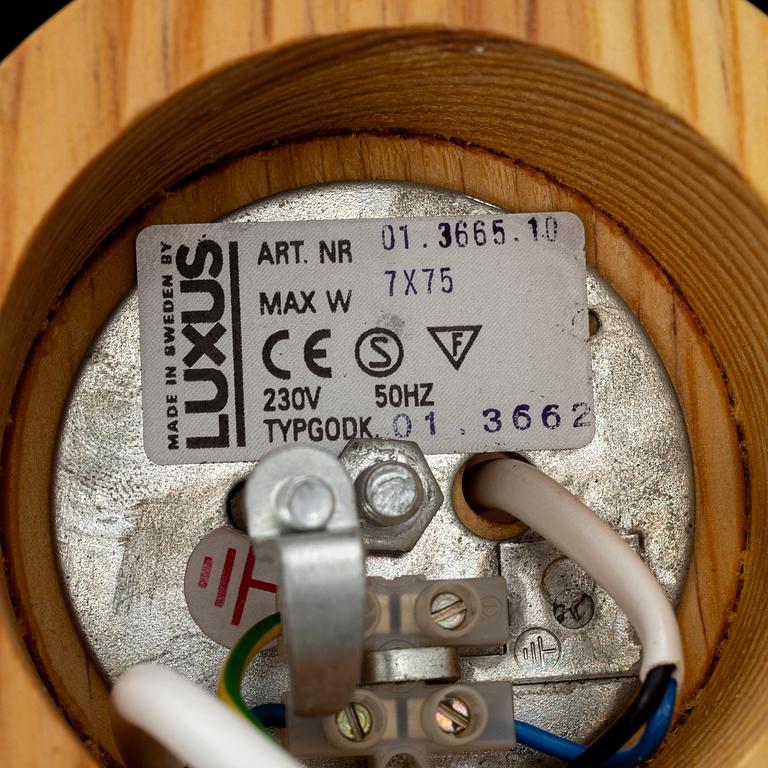 MADE IN SWEDEN BY
LUXUS
ART. NR 01.3665.10
MAX W 7X75
CE S F
230V 50HZ
TYPGODK. 01.3662